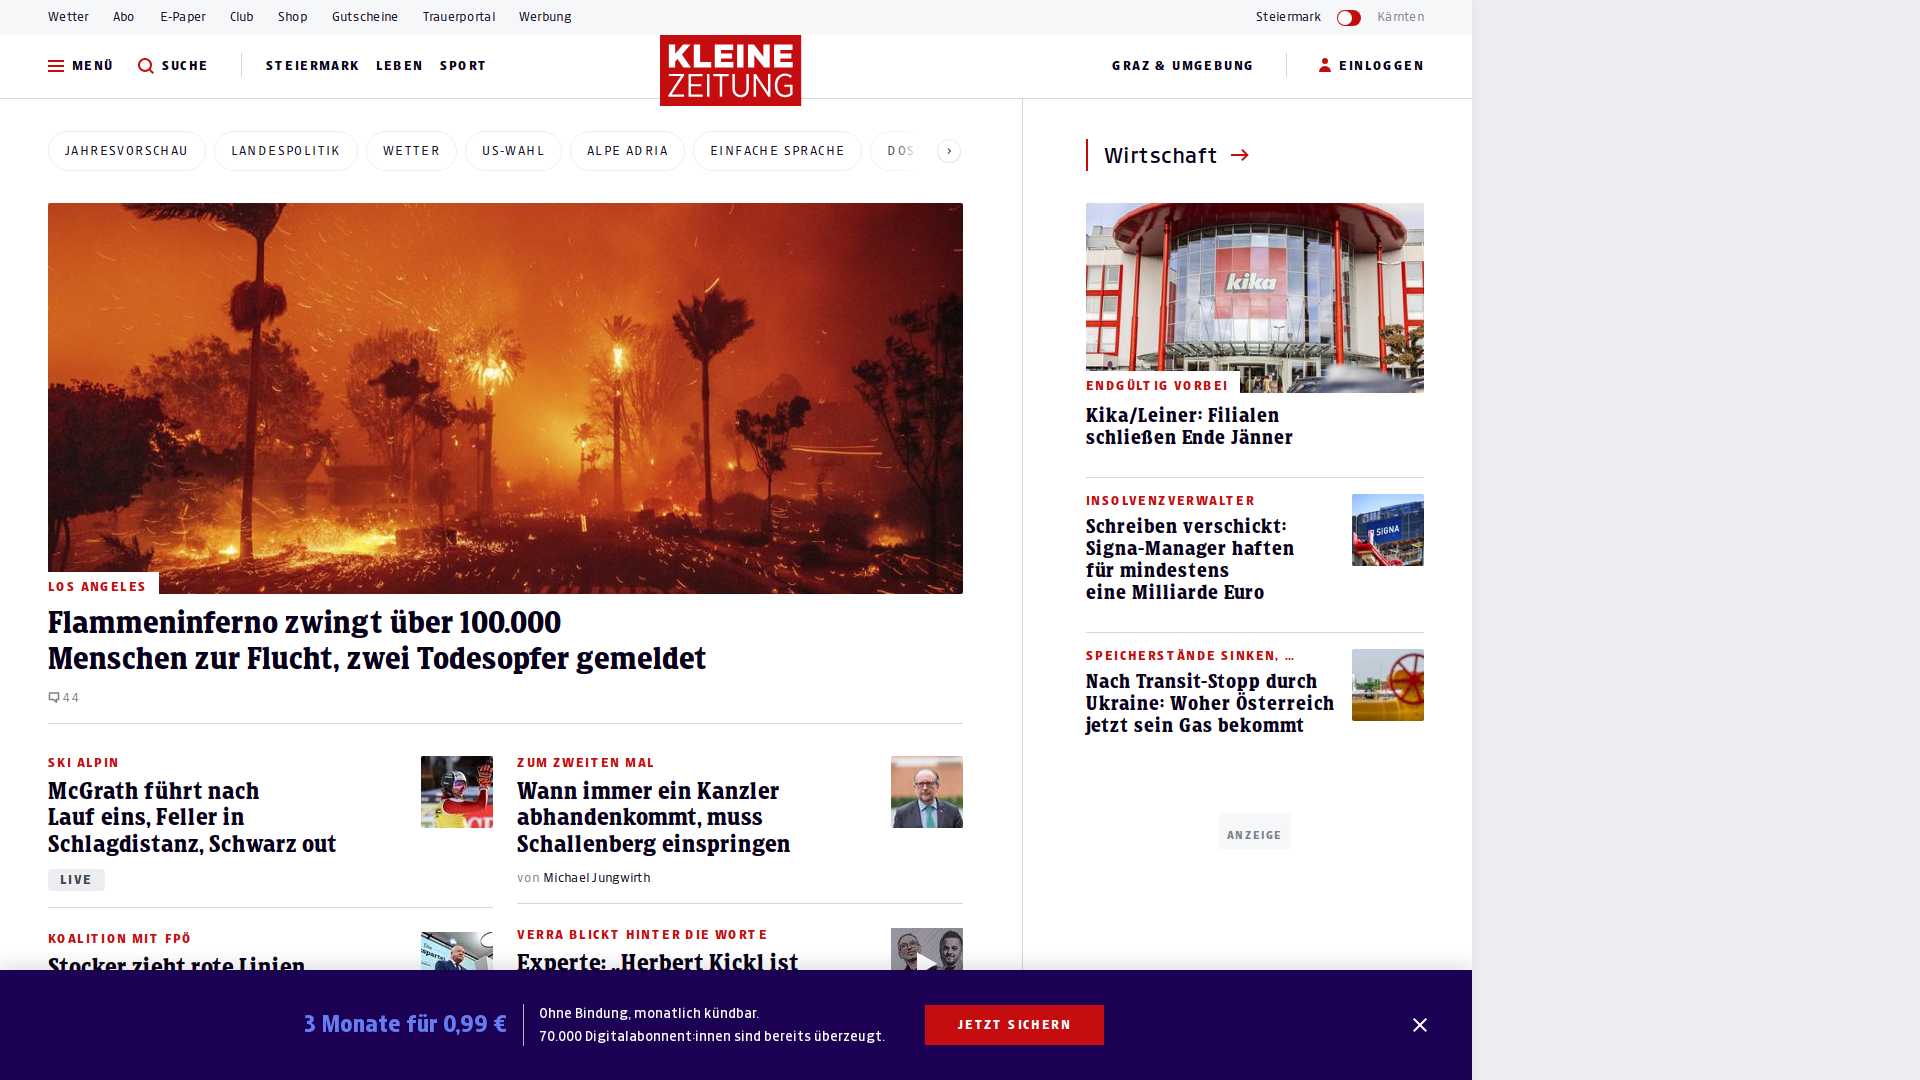 Wetter
Abo
E-Paper
Club
Shop
Gutscheine
Trauerportal
Werbung
Steiermark
Kärnten
MENÜ
SUCHE
STEIERMARK
LEBEN
SPORT
KLEINE
ZEITUNG
GRAZ & UMGEBUNG
EINLOGGEN
JAHRESVORSCHAU
LANDESPOLITIK
WETTER
US-WAHL
ALPE ADRIA
EINFACHE SPRACHE
DOS
LOS ANGELES
Flammeninferno zwingt über 100.000
Menschen zur Flucht, zwei Todesopfer gemeldet
44
SKI ALPIN
McGrath führt nach
Lauf eins, Feller in
Schlagdistanz, Schwarz out
LIVE
KOALITION MIT FPÖ
Stocker zieht rote Linien
ZUM ZWEITEN MAL
Wann immer ein Kanzler
abhandenkommt, muss
Schallenberg einspringen
von Michael Jungwirth
VERRA BLICKT HINTER DIE WORTE
Experte: „Herbert Kickl ist
Wirtschaft
kika
ENDGÜLTIG VORBEI
Kika/Leiner: Filialen
schließen Ende Jänner
INSOLVENZVERWALTER
Schreiben verschickt:
Signa-Manager haften
für mindestens
eine Milliarde Euro
SIGNA
SPEICHERSTÄNDE SINKEN, …
Nach Transit-Stopp durch
Ukraine: Woher Österreich
jetzt sein Gas bekommt
ANZEIGE
3 Monate für 0,99 €
Ohne Bindung, monatlich kündbar.
70.000 Digitalabonnent:innen sind bereits überzeugt.
JETZT SICHERN